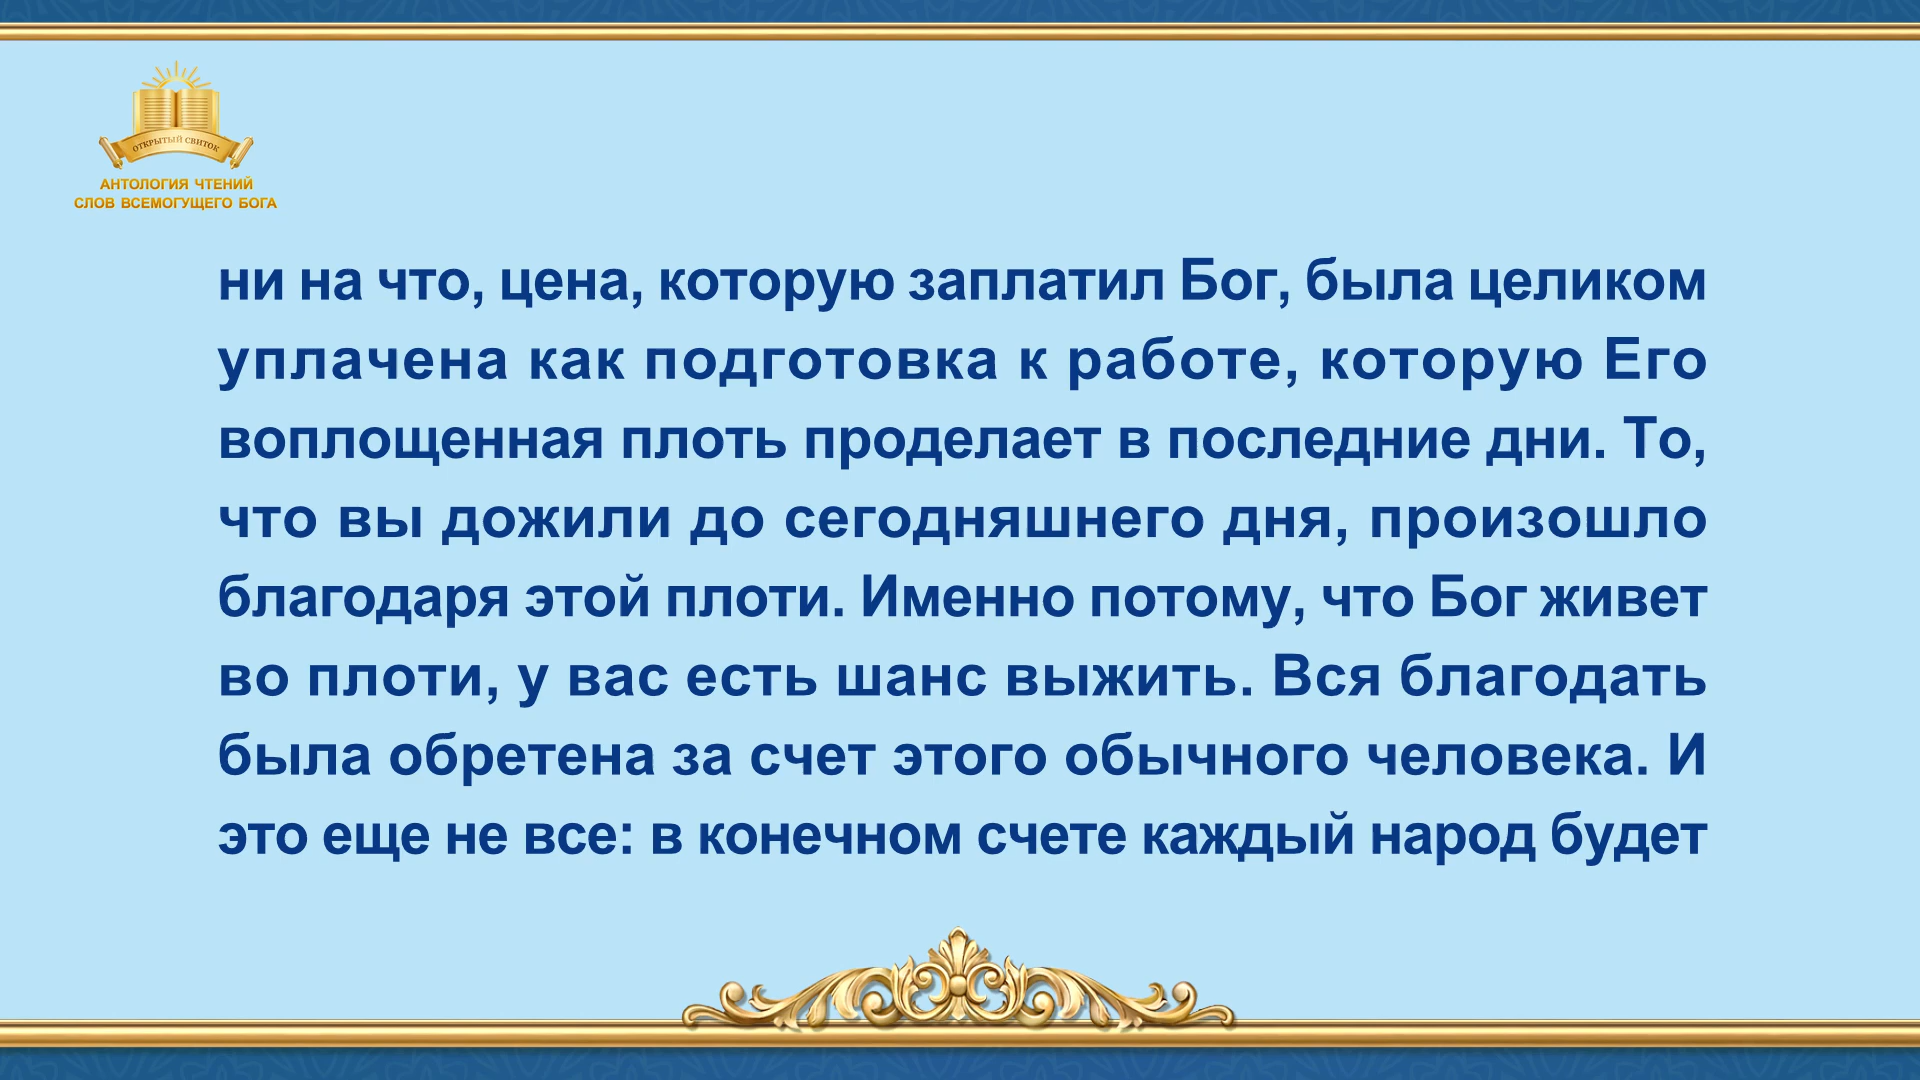 ОТКРЫТЫЙ СВИТОК
АНТОЛОГИЯ ЧТЕНИЙ
СЛОВ ВСЕМОГУЩЕГО БОГА
ни на что, цена, которую заплатил Бог, была целиком
уплачена как подготовка к работе, которую Его
воплощенная плоть проделает в последние дни. То,
что вы дожили до сегодняшнего дня, произошло
благодаря этой плоти. Именно потому, что Бог живет
во плоти, у вас есть шанс выжить. Вся благодать
была обретена за счет этого обычного человека. И
это еще не все: в конечном счете каждый народ будет